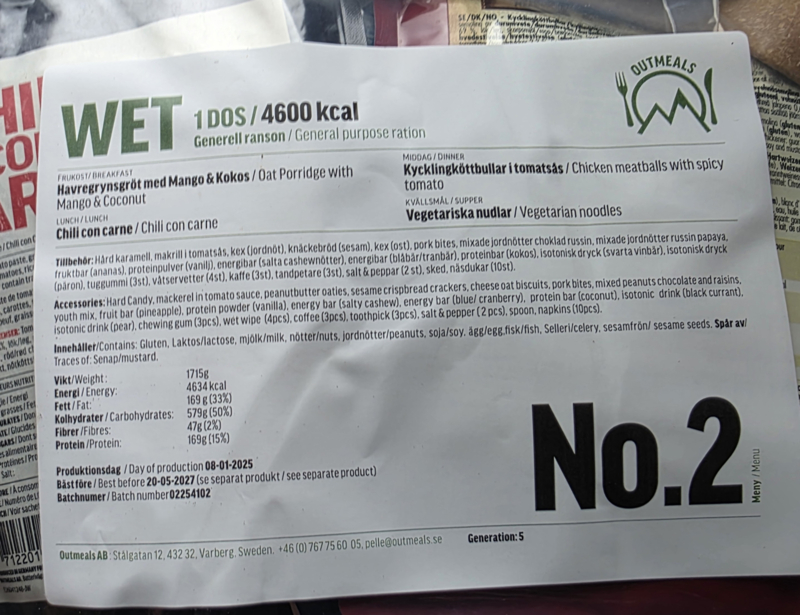 SE/DK/NO - Kycklingköttbullar
OUTMEALS
WET 1 DOS / 4600 kcal
Generell ranson / General purpose ration
FRUKOST/ BREAKFAST
Havregrynsgröt med Mango & Kokos / Oat Porridge with
Mango & Coconut
LUNCH / LUNCH
Chili con carne / Chili con carne
MIDDAG / DINNER
Kycklingköttbullar i tomatsås / Chicken meatballs with spicy
tomato
KVÄLLSMÅL / SUPPER
Vegetariska nudlar / Vegetarian noodles
Tillbehör: Hård karamell, makrill i tomatsås, kex (jordnöt), knäckebröd (sesam), kex (ost), pork bites, mixade jordnötter choklad russin, mixade jordnötter russin papaya,
fruktbar (ananas), proteinpulver (vanilj), energibar (salta cashewnötter), energibar (blåbär/tranbär), proteinbar (kokos), isotonisk dryck (svarta vinbär), isotonisk dryck
(päron), tuggummi (3st), våtservetter (4st), kaffe (3st), tandpetare (3st), salt & peppar (2 st), sked, näsdukar (10st).
Accessories: Hard Candy, mackerel in tomato sauce, peanutbutter oaties, sesame crispbread crackers, cheese oat biscuits, pork bites, mixed peanuts chocolate and raisins,
youth mix, fruit bar (pineapple), protein powder (vanilla), energy bar (salty cashew), energy bar (blue/ cranberry), protein bar (coconut), isotonic drink (black currant),
isotonic drink (pear), chewing gum (3pcs), wet wipe (4pcs), coffee (3pcs), toothpick (3pcs), salt & pepper ( 2 pcs), spoon, napkins (10pcs).
Innehåller/Contains: Gluten, Laktos/lactose, mjölk/milk, nötter/nuts, jordnötter/peanuts, soja/soy, ägg/egg,fisk/fish, Selleri/celery, sesamfrön/ sesame seeds. Spår av/
Traces of: Senap/mustard.
Vikt/Weight: 1715g
Energi / Energy: 4634 kcal
Fett / Fat: 169 g (33%)
Kolhydrater / Carbohydrates: 579g (50%)
Fibrer /Fibres: 47g (2%)
Protein /Protein: 169g (15%)
Produktionsdag / Day of production 08-01-2025
Bästföre / Best before 20-05-2027 (se separat produkt / see separate product)
Batchnumer / Batch number02254102
No.2
Meny / Menu
Outmeals AB : Stålgatan 12, 432 32, Varberg, Sweden. +46 (0) 767 75 60 05, pelle@outmeals.se
Generation: 5